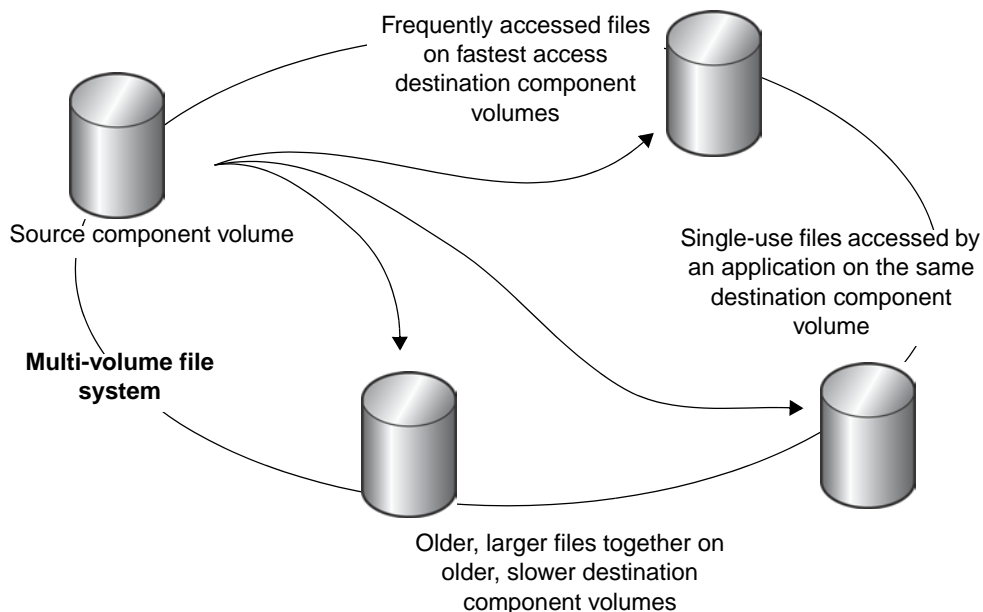 Frequently accessed files
on fastest access
destination component
volumes
Source component volume
Single-use files accessed by
an application on the same
destination component
volume
Multi-volume file
system
Older, larger files together on
older, slower destination
component volumes